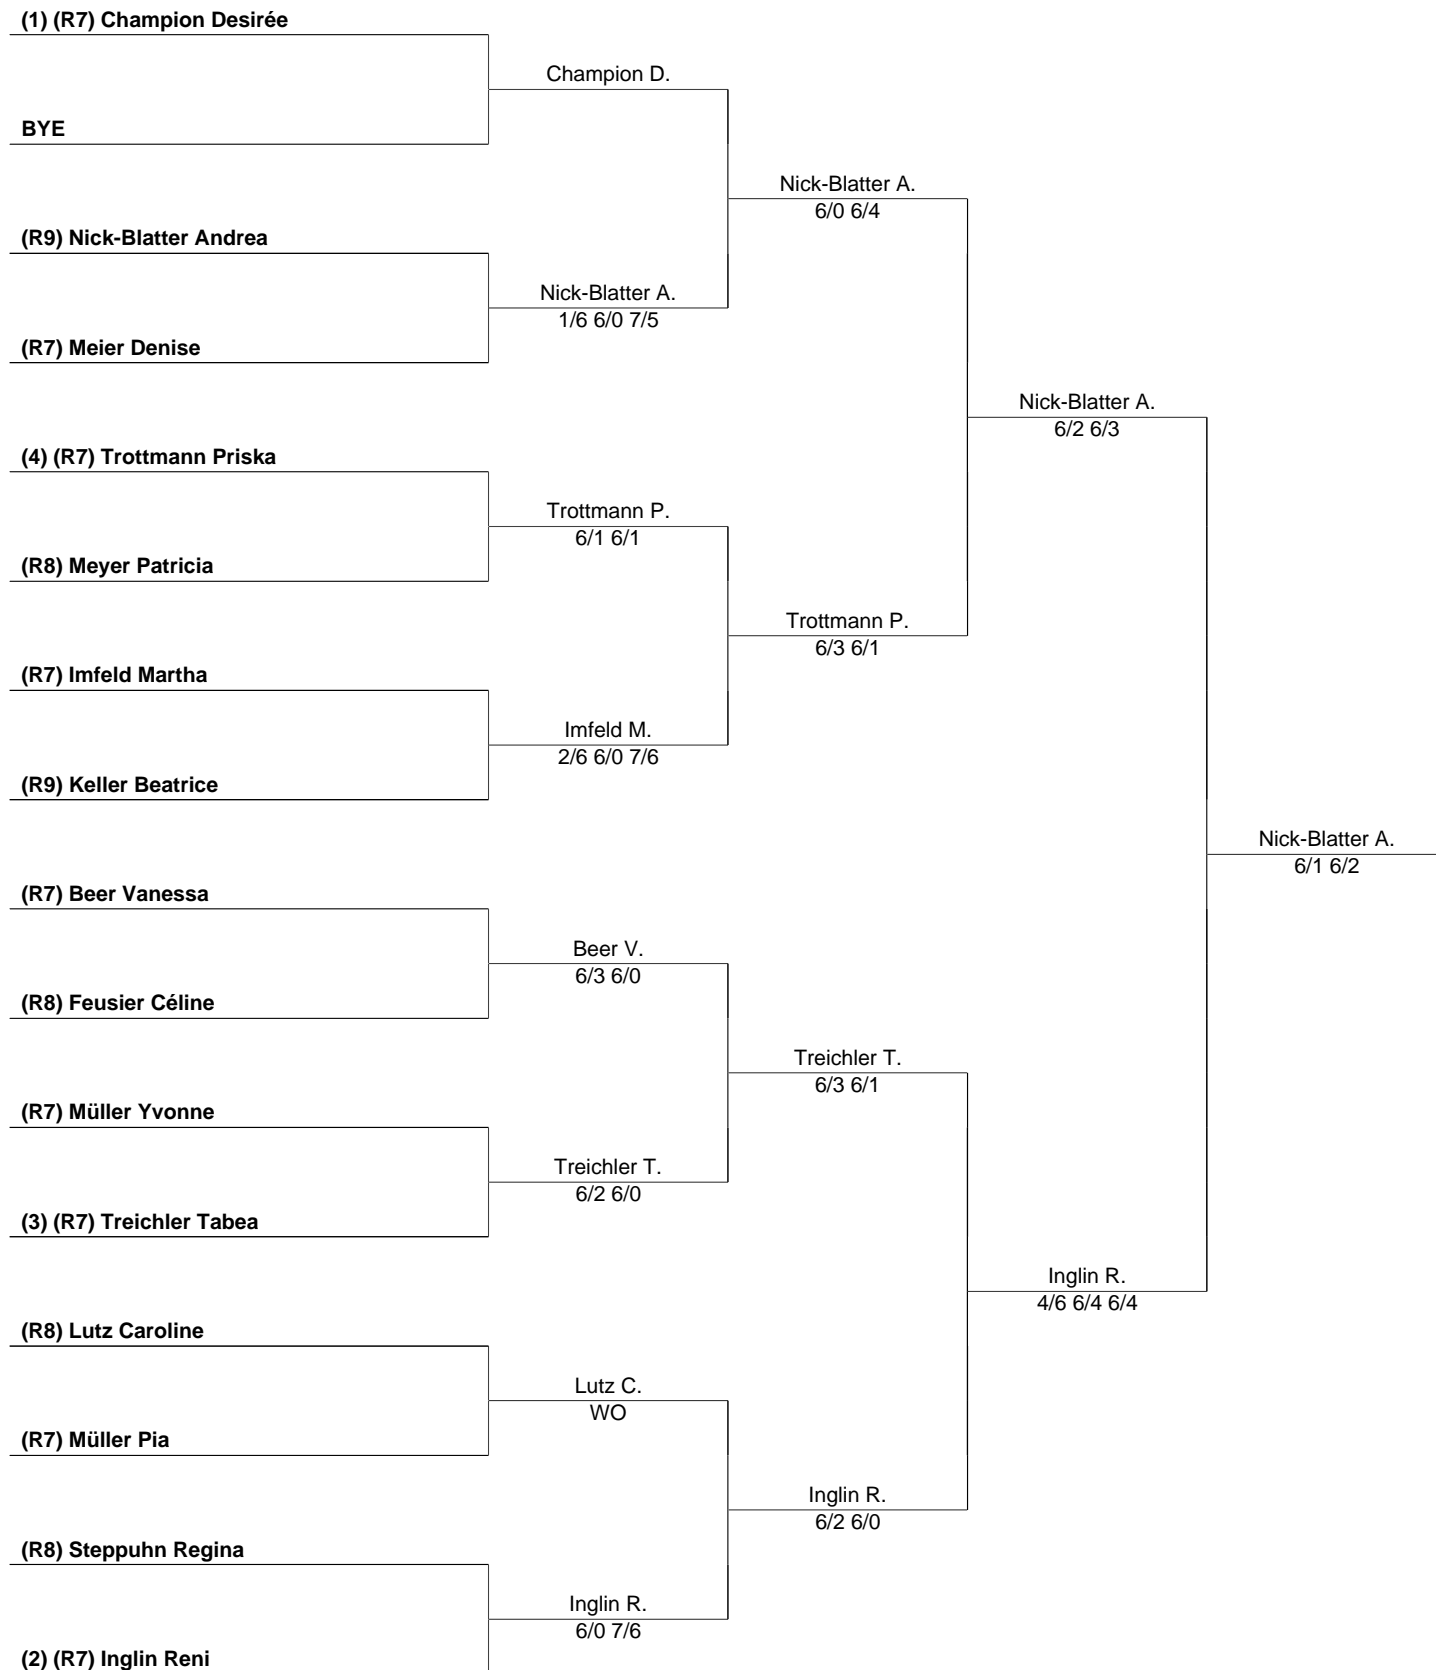 (1) (R7) Champion Desirée
Champion D.
BYE
Nick-Blatter A.
6/0 6/4
(R9) Nick-Blatter Andrea
Nick-Blatter A.
1/6 6/0 7/5
(R7) Meier Denise
Nick-Blatter A.
6/2 6/3
(4) (R7) Trottmann Priska
Trottmann P.
6/1 6/1
(R8) Meyer Patricia
Trottmann P.
6/3 6/1
(R7) Imfeld Martha
Imfeld M.
2/6 6/0 7/6
(R9) Keller Beatrice
Nick-Blatter A.
6/1 6/2
(R7) Beer Vanessa
Beer V.
6/3 6/0
(R8) Feusier Céline
Treichler T.
6/3 6/1
(R7) Müller Yvonne
Treichler T.
6/2 6/0
(3) (R7) Treichler Tabea
Inglin R.
4/6 6/4 6/4
(R8) Lutz Caroline
Lutz C.
WO
(R7) Müller Pia
Inglin R.
6/2 6/0
(R8) Steppuhn Regina
Inglin R.
6/0 7/6
(2) (R7) Inglin Reni